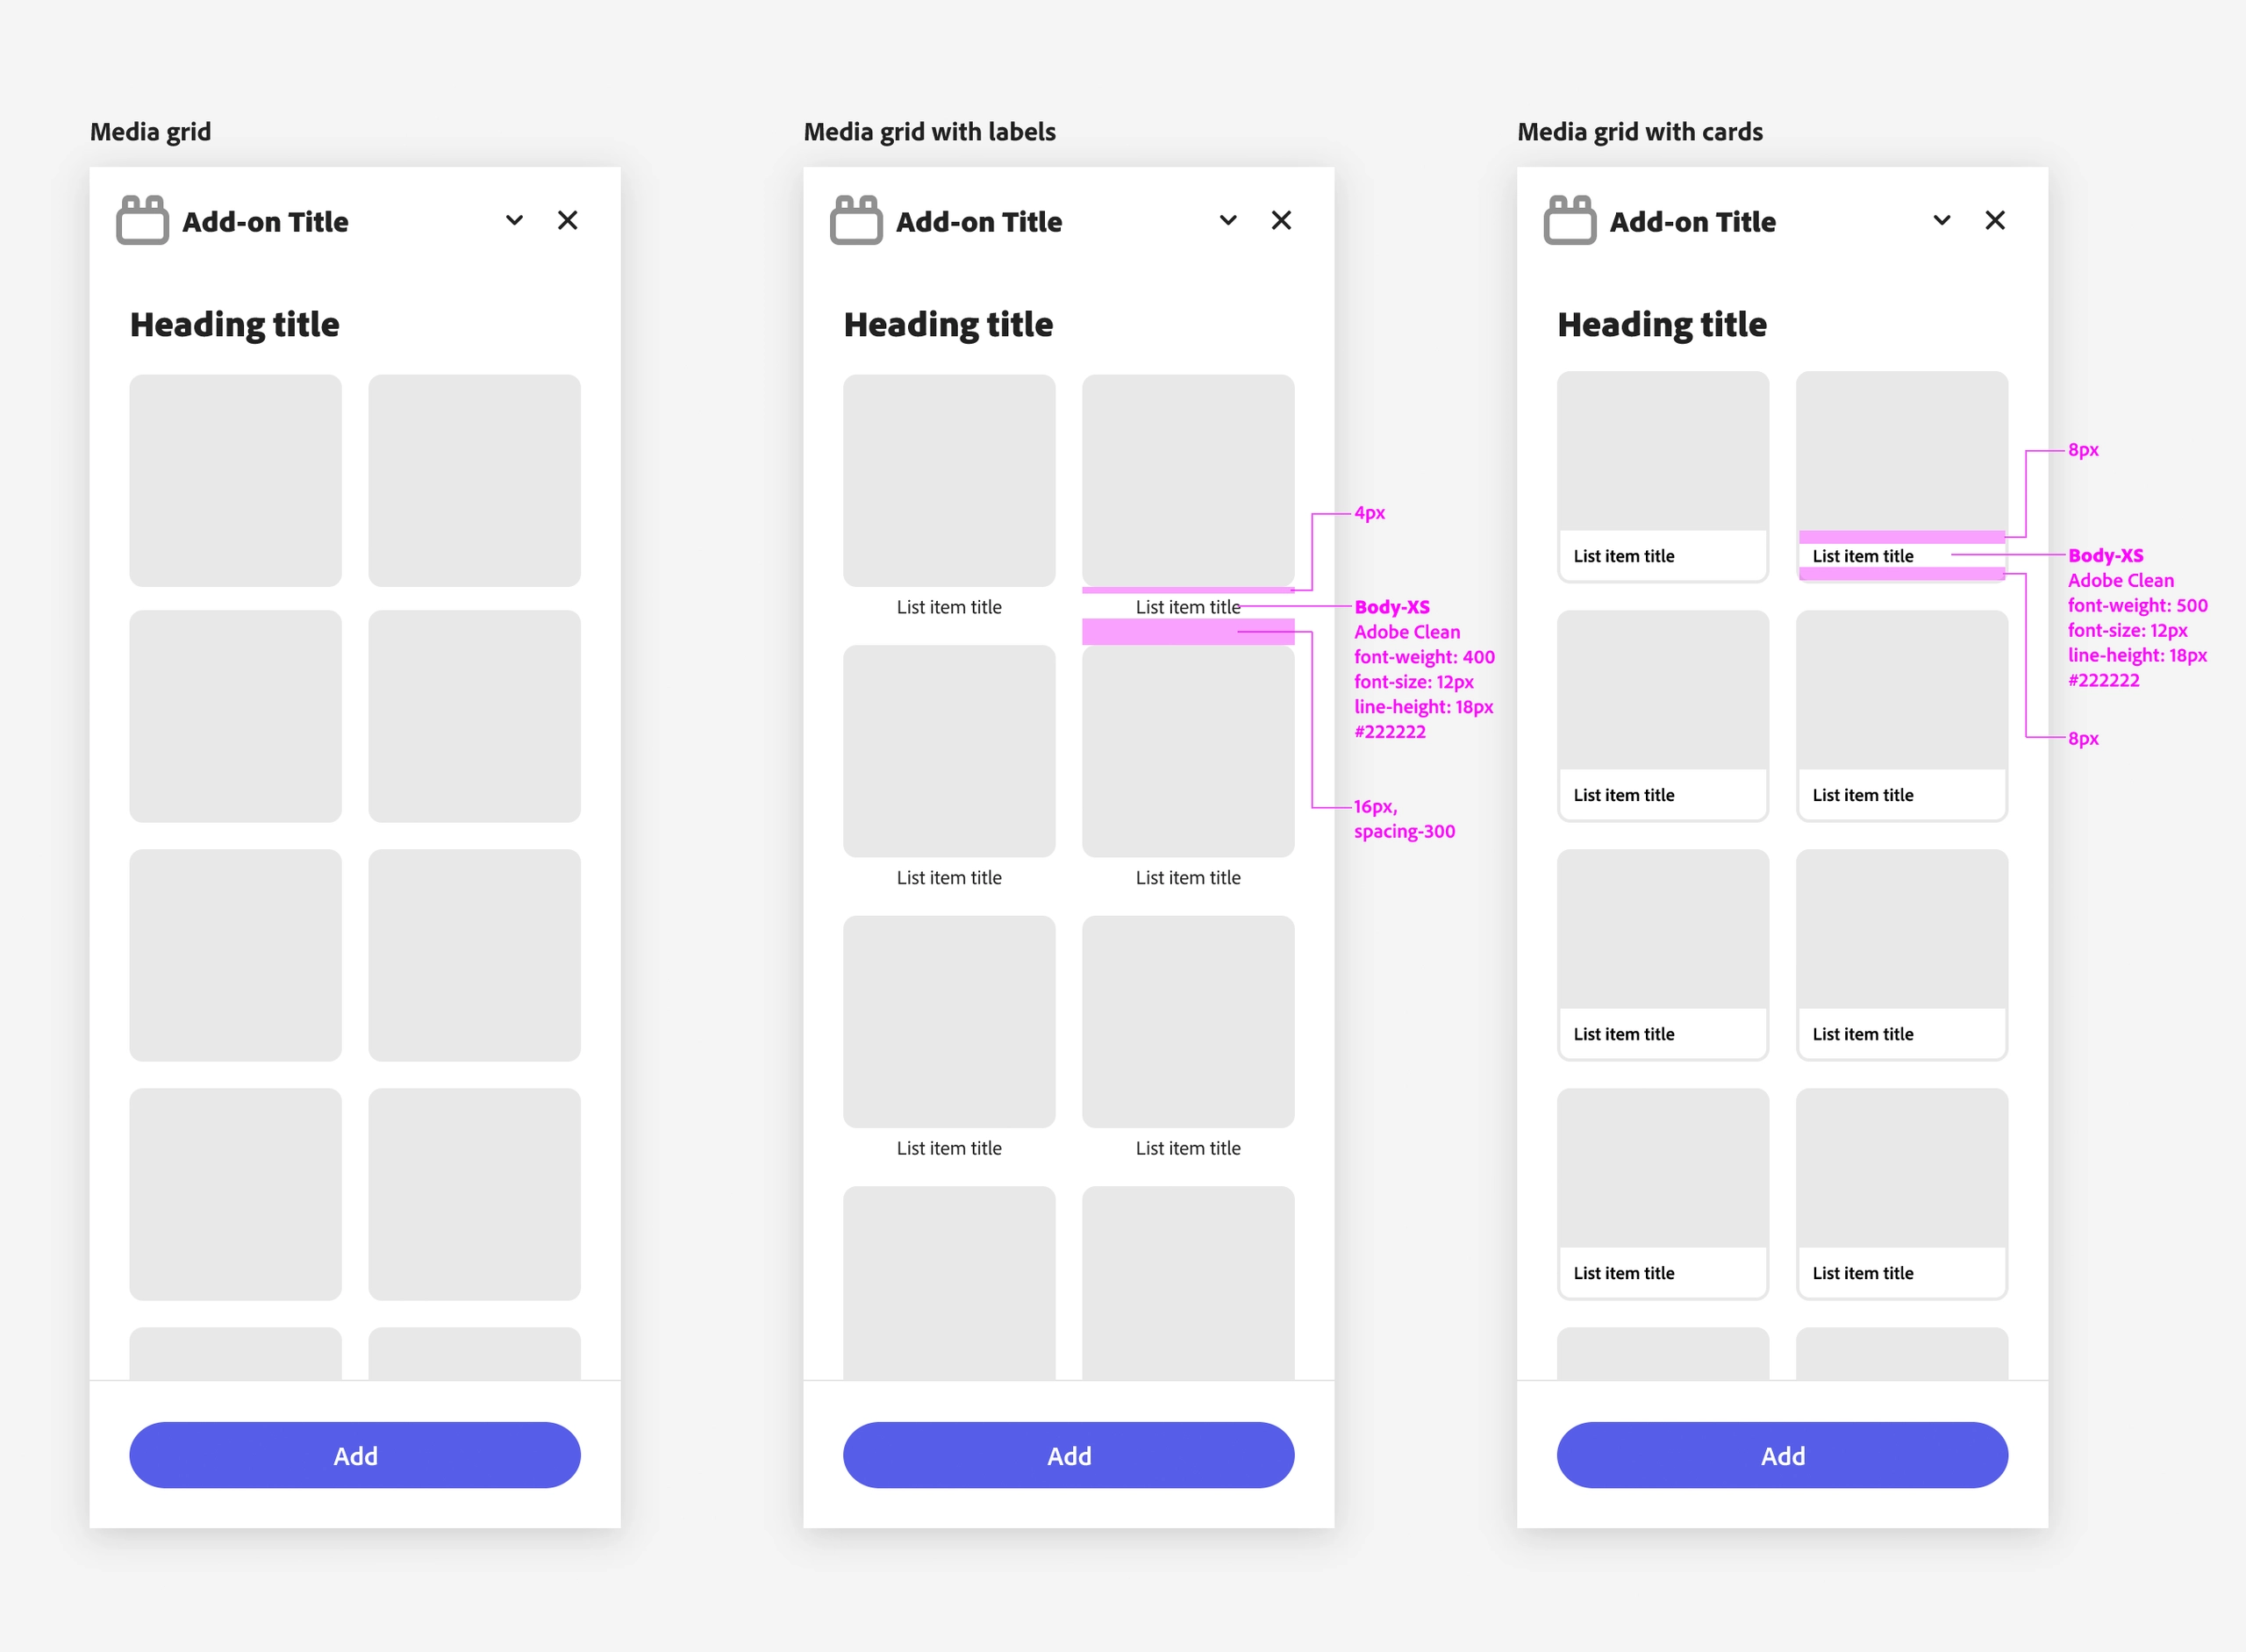 Media grid
Add-on Title
Heading title
Add
Media grid with labels
Add-on Title
Heading title
List item title
List item title
List item title
List item title
List item title
List item title
Add
4px
Body-XS
Adobe Clean
font-weight: 400
font-size: 12px
line-height: 18px
#222222
16px,
spacing-300
Media grid with cards
Add-on Title
Heading title
List item title
List item title
List item title
List item title
List item title
List item title
List item title
List item title
Add
8px
Body-XS
Adobe Clean
font-weight: 500
font-size: 12px
line-height: 18px
#222222
8px